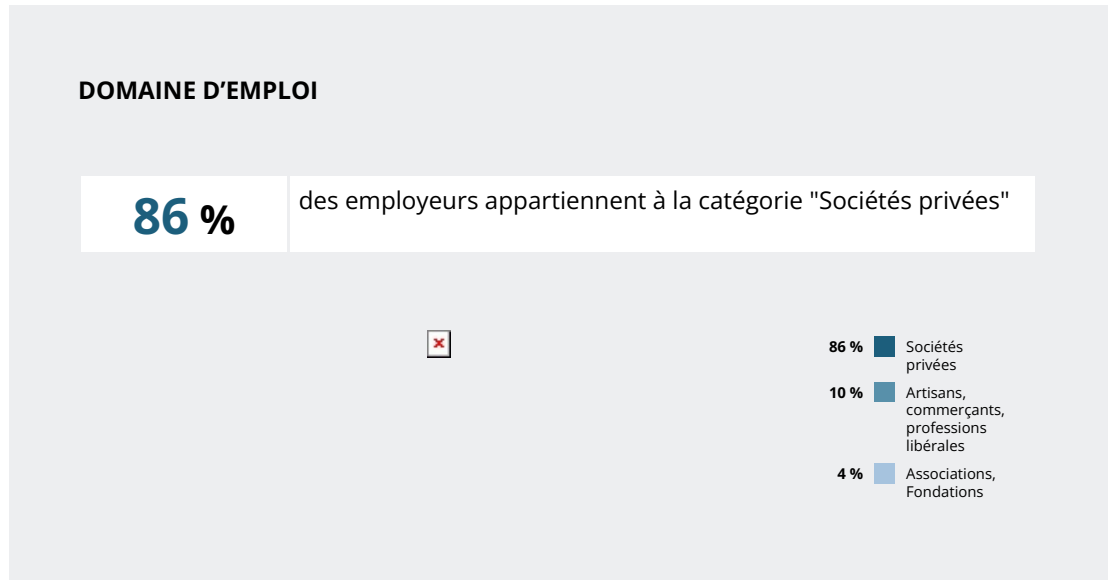 DOMAINE D’EMPLOI
86 %
des employeurs appartiennent à la catégorie "Sociétés privées"
86 %
Sociétés
privées
10 %
Artisans,
commerçants,
professions
libérales
4 %
Associations,
Fondations